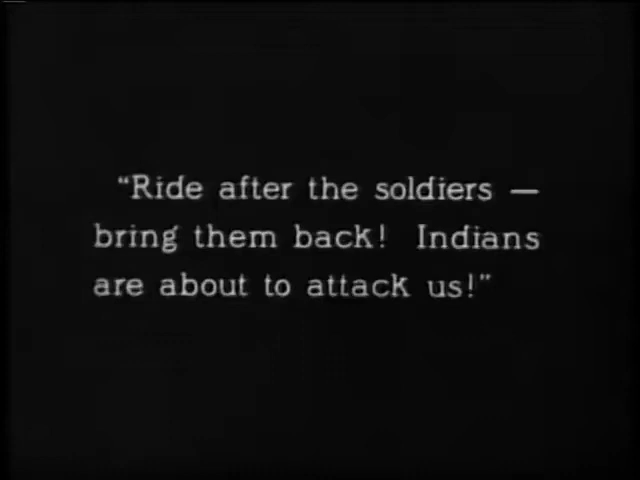 “Ride after the soldiers —
bring them back! Indians
are about to attack us!”